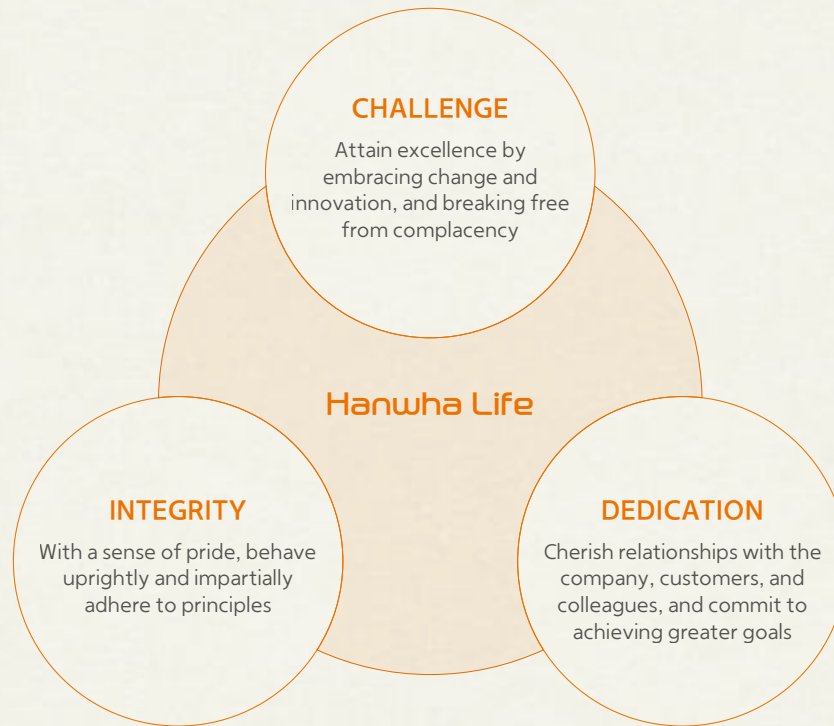 CHALLENGE
Attain excellence by
embracing change and
innovation, and breaking free
from complacency
Hanwha Life
INTEGRITY
With a sense of pride, behave
uprightly and impartially
adhere to principles
DEDICATION
Cherish relationships with the
company, customers, and
colleagues, and commit to
achieving greater goals